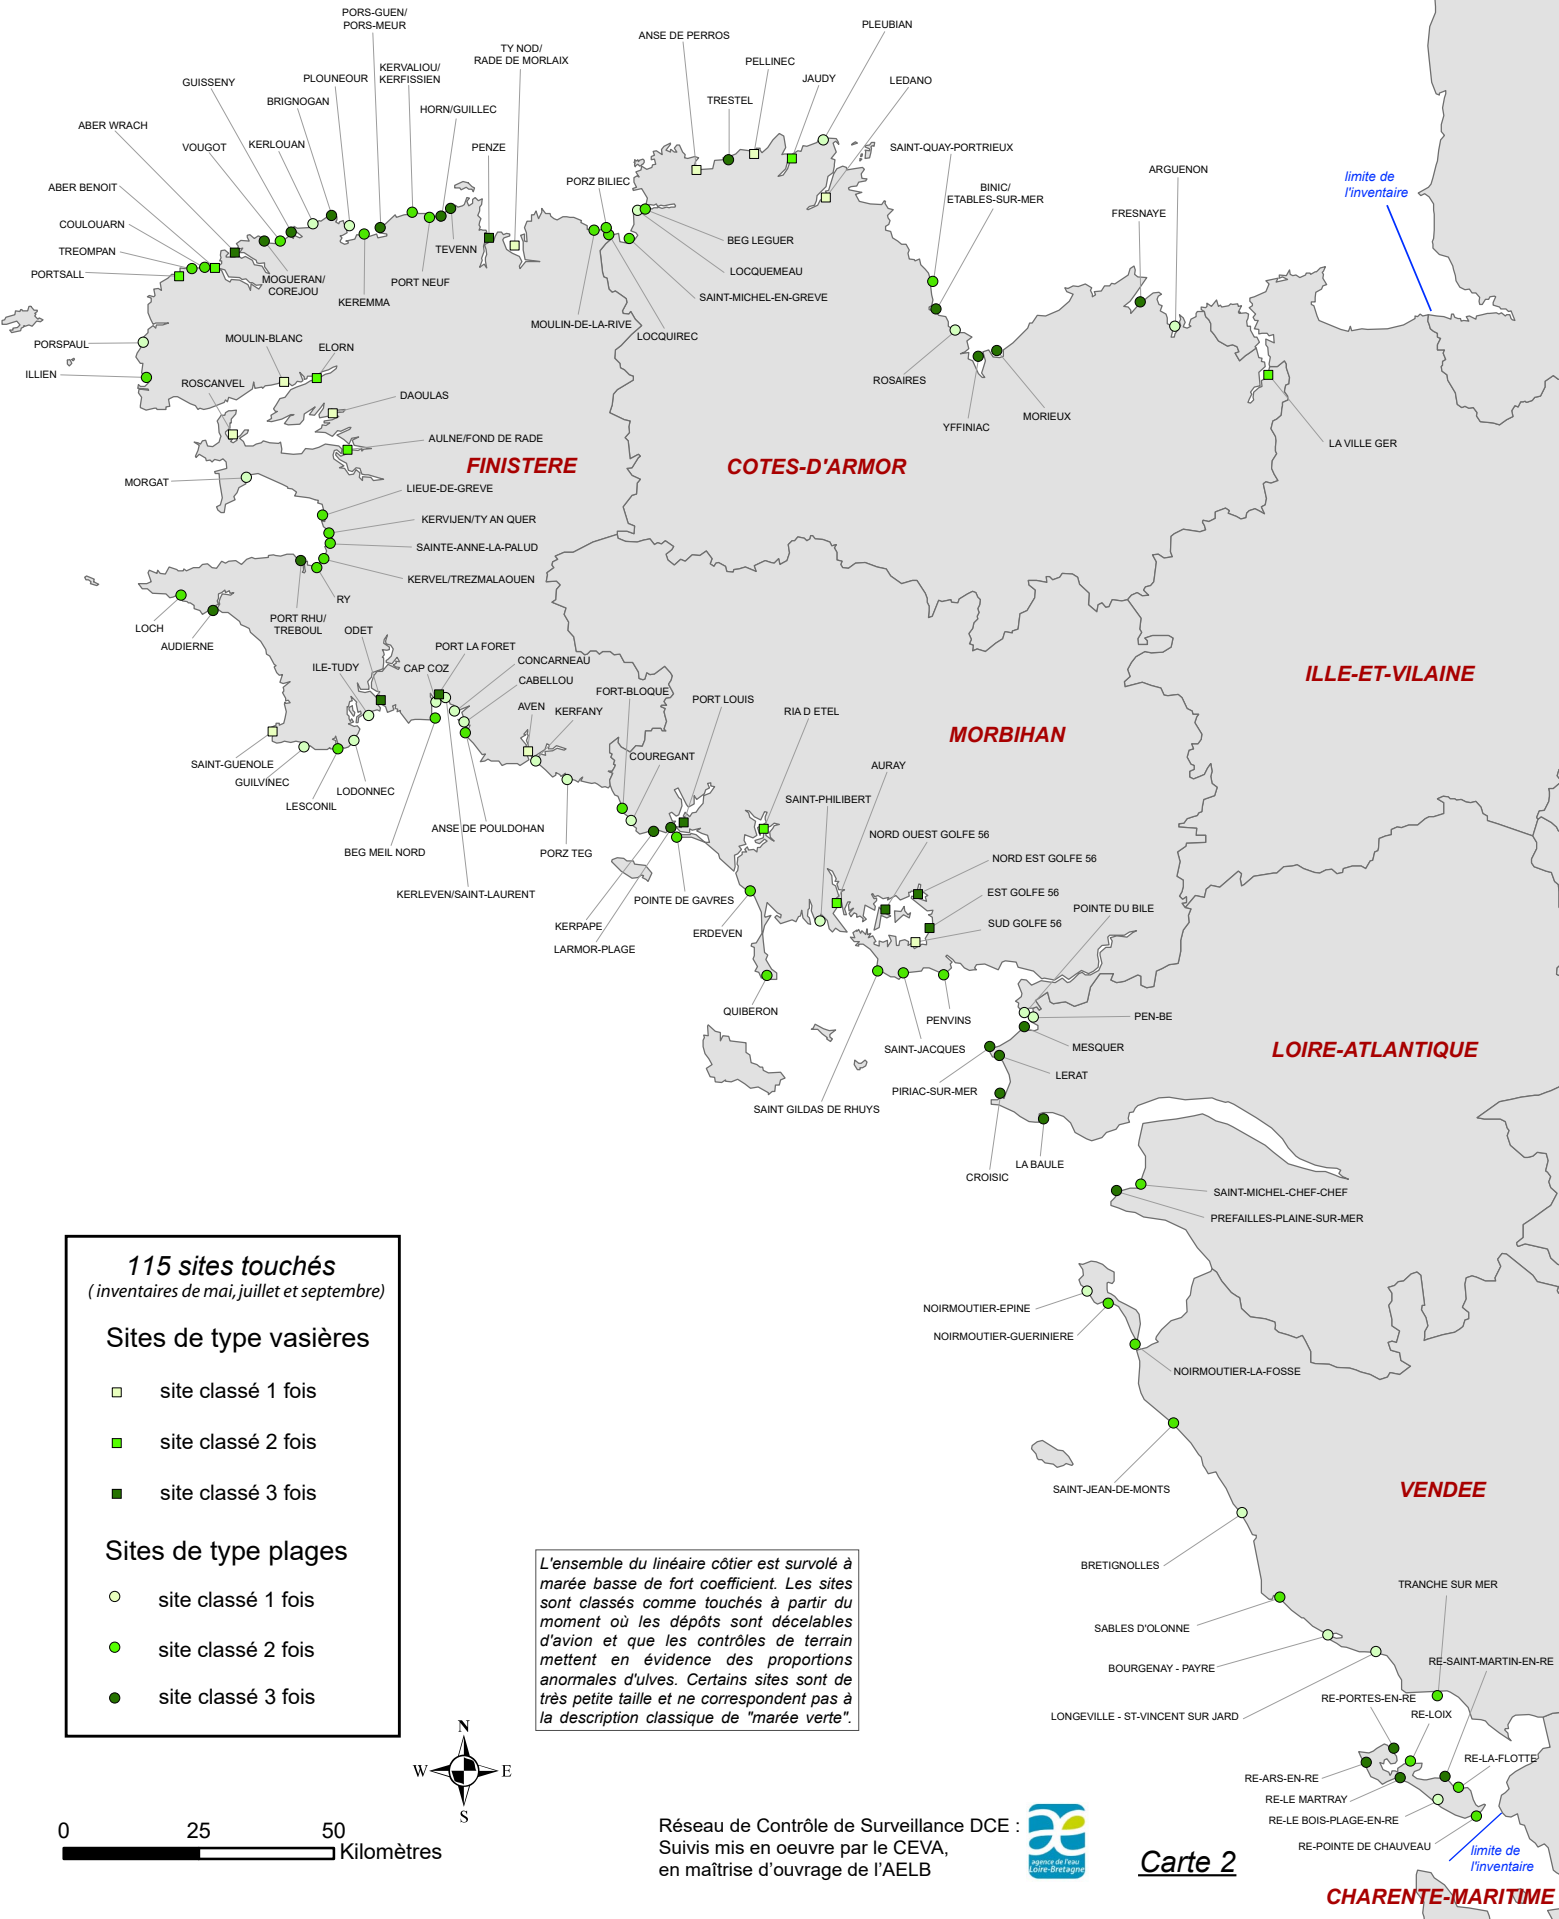 PORS-GUEN/
PORS-MEUR
TY NOD/
RADE DE MORLAIX
ANSE DE PERROS
PLEUBIAN
PELLINEC
JAUDY
LEDANO
GUISSENY
PLOUNEOUR
KERVALIOU/
KERFISSIEN
BRIGNOGAN
HORN/GUILLEC
TRESTEL
ABER WRACH
VOUGOT
KERLOUAN
PENZE
SAINT-QUAY-PORTRIEUX
ARGUENON
limite de
l'inventaire
ABER BENOIT
PORZ BILIEC
BINIC/
ETABLES-SUR-MER
FRESNAYE
COULOUARN
TREOMPAN
PORTSALL
TEVENN
BEG LEGUER
MOGUERAN/
COREJOU
PORT NEUF
LOCQUEMEAU
KEREMMA
SAINT-MICHEL-EN-GREVE
MOULIN-DE-LA-RIVE
LOCQUIREC
PORSPAUL
MOULIN-BLANC
ELORN
ILLIEN
ROSCANVEL
ROSAIRES
DAOULAS
MORIEUX
YFFINIAC
AULNE/FOND DE RADE
LA VILLE GER
FINISTERE
COTES-D'ARMOR
MORGAT
LIEUE-DE-GREVE
KERVIJEN/TY AN QUER
SAINTE-ANNE-LA-PALUD
KERVEL/TREZMALAOUEN
RY
PORT RHU/
TREBOUL
LOCH
AUDIERNE
ODET
PORT LA FORET
ILE-TUDY
CAP COZ
CONCARNEAU
CABELLOU
FORT-BLOQUE
PORT LOUIS
AVEN
KERFANY
RIA D ETEL
ILLE-ET-VILAINE
MORBIHAN
COUREGANT
AURAY
SAINT-GUENOLE
GUILVINEC
LODONNEC
LESCONIL
SAINT-PHILIBERT
ANSE DE POULDOHAN
NORD OUEST GOLFE 56
BEG MEIL NORD
PORZ TEG
NORD EST GOLFE 56
KERLEVEN/SAINT-LAURENT
POINTE DE GAVRES
EST GOLFE 56
POINTE DU BILE
KERPAPE
ERDEVEN
SUD GOLFE 56
LARMOR-PLAGE
QUIBERON
PENVINS
PEN-BE
SAINT-JACQUES
MESQUER
LERAT
LOIRE-ATLANTIQUE
PIRIAC-SUR-MER
SAINT GILDAS DE RHUYS
LA BAULE
CROISIC
SAINT-MICHEL-CHEF-CHEF
PREFAILLES-PLAINE-SUR-MER
115 sites touchés
( inventaires de mai, juillet et septembre)
Sites de type vasières
site classé 1 fois
site classé 2 fois
site classé 3 fois
Sites de type plages
site classé 1 fois
site classé 2 fois
site classé 3 fois
NOIRMOUTIER-EPINE
NOIRMOUTIER-GUERINIERE
NOIRMOUTIER-LA-FOSSE
SAINT-JEAN-DE-MONTS
VENDEE
BRETIGNOLLES
L'ensemble du linéaire côtier est survolé à
marée basse de fort coefficient. Les sites
sont classés comme touchés à partir du
moment où les dépôts sont décelables
d'avion et que les contrôles de terrain
mettent en évidence des proportions
anormales d'ulves. Certains sites sont de
très petite taille et ne correspondent pas à
la description classique de "marée verte".
TRANCHE SUR MER
SABLES D'OLONNE
BOURGENAY - PAYRE
RE-SAINT-MARTIN-EN-RE
RE-PORTES-EN-RE
LONGEVILLE - ST-VINCENT SUR JARD
RE-LOIX
RE-LA-FLOTTE
RE-ARS-EN-RE
RE-LE MARTRAY
RE-LE BOIS-PLAGE-EN-RE
RE-POINTE DE CHAUVEAU
limite de
l'inventaire
CHARENTE-MARITIME
N
W E
S
0 25 50
Kilomètres
Réseau de Contrôle de Surveillance DCE :
Suivis mis en oeuvre par le CEVA,
en maîtrise d'ouvrage de l'AELB
agence de l'eau
Loire-Bretagne
Carte 2